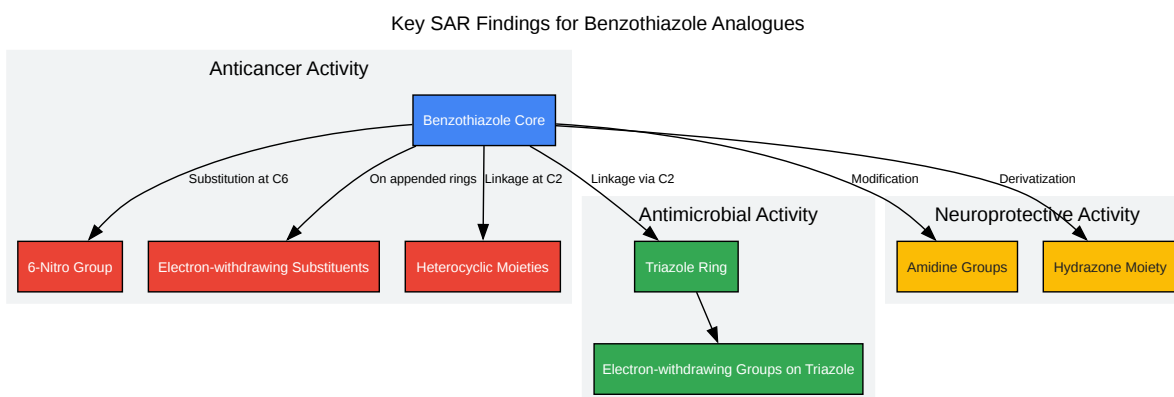 Key SAR Findings for Benzothiazole Analogues
Anticancer Activity
Benzothiazole Core
Substitution at C6
On appended rings
Linkage at C2
Linkage via C2
Modification
Derivatization
Antimicrobial Activity
Neuroprotective Activity
6-Nitro Group
Electron-withdrawing Substituents
Heterocyclic Moieties
Triazole Ring
Amidine Groups
Hydrazone Moiety
Electron-withdrawing Groups on Triazole